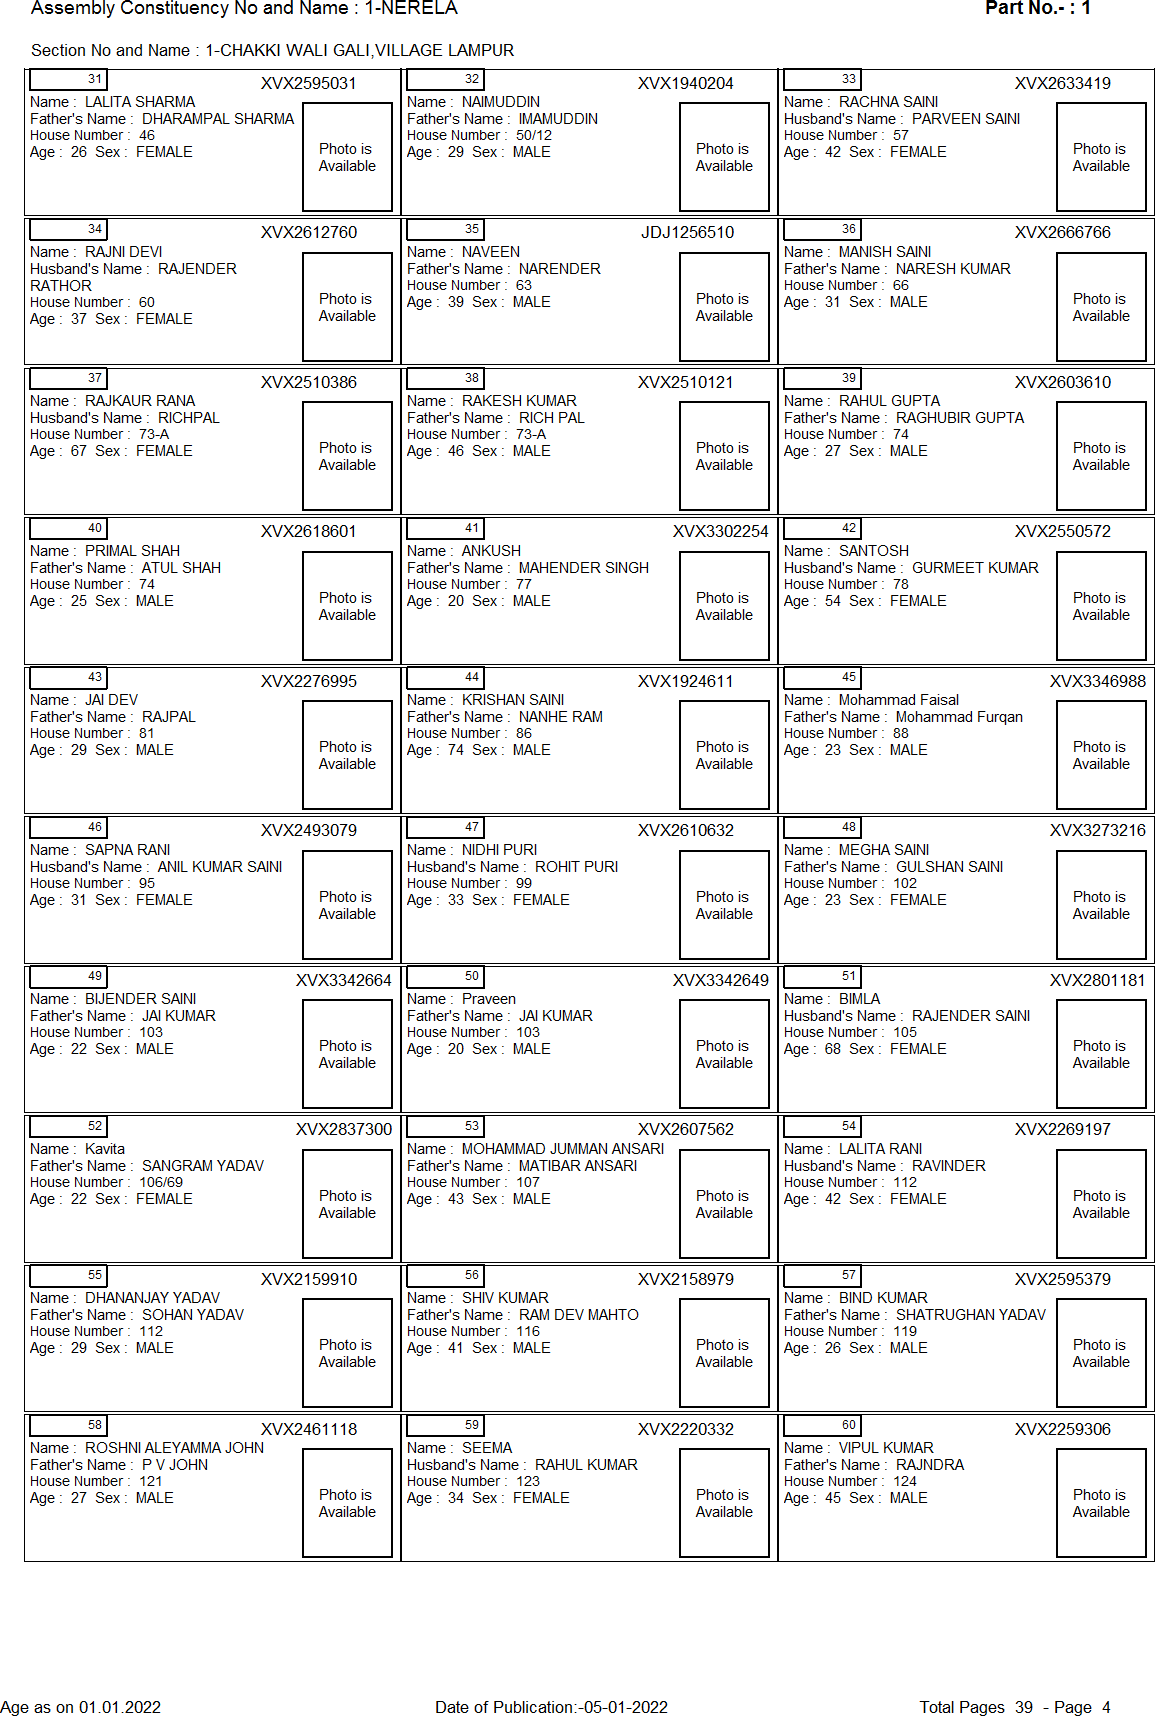 Assembly Constituency No and Name : 1-NERELA
Part No.- : 1
Section No and Name : 1-CHAKKI WALI GALI,VILLAGE LAMPUR
31 XVX2595031
Name : LALITA SHARMA
Father's Name : DHARAMPAL SHARMA
House Number : 46
Age : 26 Sex : FEMALE
Photo is
Available
32 XVX1940204
Name : NAIMUDDIN
Father's Name : IMAMUDDIN
House Number : 50/12
Age : 29 Sex : MALE
Photo is
Available
33 XVX2633419
Name : RACHNA SAINI
Husband's Name : PARVEEN SAINI
House Number : 57
Age : 42 Sex : FEMALE
Photo is
Available
34 XVX2612760
Name : RAJNI DEVI
Husband's Name : RAJENDER
RATHOR
House Number : 60
Age : 37 Sex : FEMALE
Photo is
Available
35 JDJ1256510
Name : NAVEEN
Father's Name : NARENDER
House Number : 63
Age : 39 Sex : MALE
Photo is
Available
36 XVX2666766
Name : MANISH SAINI
Father's Name : NARESH KUMAR
House Number : 66
Age : 31 Sex : MALE
Photo is
Available
37 XVX2510386
Name : RAJKAUR RANA
Husband's Name : RICHPAL
House Number : 73-A
Age : 67 Sex : FEMALE
Photo is
Available
38 XVX2510121
Name : RAKESH KUMAR
Father's Name : RICH PAL
House Number : 73-A
Age : 46 Sex : MALE
Photo is
Available
39 XVX2603610
Name : RAHUL GUPTA
Father's Name : RAGHUBIR GUPTA
House Number : 74
Age : 27 Sex : MALE
Photo is
Available
40 XVX2618601
Name : PRIMAL SHAH
Father's Name : ATUL SHAH
House Number : 74
Age : 25 Sex : MALE
Photo is
Available
41 XVX3302254
Name : ANKUSH
Father's Name : MAHENDER SINGH
House Number : 77
Age : 20 Sex : MALE
Photo is
Available
42 XVX2550572
Name : SANTOSH
Husband's Name : GURMEET KUMAR
House Number : 78
Age : 54 Sex : FEMALE
Photo is
Available
43 XVX2276995
Name : JAI DEV
Father's Name : RAJPAL
House Number : 81
Age : 29 Sex : MALE
Photo is
Available
44 XVX1924611
Name : KRISHAN SAINI
Father's Name : NANHE RAM
House Number : 86
Age : 74 Sex : MALE
Photo is
Available
45 XVX3346988
Name : Mohammad Faisal
Father's Name : Mohammad Furqan
House Number : 88
Age : 23 Sex : MALE
Photo is
Available
46 XVX2493079
Name : SAPNA RANI
Husband's Name : ANIL KUMAR SAINI
House Number : 95
Age : 31 Sex : FEMALE
Photo is
Available
47 XVX2610632
Name : NIDHI PURI
Husband's Name : ROHIT PURI
House Number : 99
Age : 33 Sex : FEMALE
Photo is
Available
48 XVX3273216
Name : MEGHA SAINI
Father's Name : GULSHAN SAINI
House Number : 102
Age : 23 Sex : FEMALE
Photo is
Available
49 XVX3342664
Name : BIJENDER SAINI
Father's Name : JAI KUMAR
House Number : 103
Age : 22 Sex : MALE
Photo is
Available
50 XVX3342649
Name : Praveen
Father's Name : JAI KUMAR
House Number : 103
Age : 20 Sex : MALE
Photo is
Available
51 XVX2801181
Name : BIMLA
Husband's Name : RAJENDER SAINI
House Number : 105
Age : 68 Sex : FEMALE
Photo is
Available
52 XVX2837300
Name : Kavita
Father's Name : SANGRAM YADAV
House Number : 106/69
Age : 22 Sex : FEMALE
Photo is
Available
53 XVX2607562
Name : MOHAMMAD JUMMAN ANSARI
Father's Name : MATIBAR ANSARI
House Number : 107
Age : 43 Sex : MALE
Photo is
Available
54 XVX2269197
Name : LALITA RANI
Husband's Name : RAVINDER
House Number : 112
Age : 42 Sex : FEMALE
Photo is
Available
55 XVX2159910
Name : DHANANJAY YADAV
Father's Name : SOHAN YADAV
House Number : 112
Age : 29 Sex : MALE
Photo is
Available
56 XVX2158979
Name : SHIV KUMAR
Father's Name : RAM DEV MAHTO
House Number : 116
Age : 41 Sex : MALE
Photo is
Available
57 XVX2595379
Name : BIND KUMAR
Father's Name : SHATRUGHAN YADAV
House Number : 119
Age : 26 Sex : MALE
Photo is
Available
58 XVX2461118
Name : ROSHNI ALEYAMMA JOHN
Father's Name : P V JOHN
House Number : 121
Age : 27 Sex : MALE
Photo is
Available
59 XVX2220332
Name : SEEMA
Husband's Name : RAHUL KUMAR
House Number : 123
Age : 34 Sex : FEMALE
Photo is
Available
60 XVX2259306
Name : VIPUL KUMAR
Father's Name : RAJNDRA
House Number : 124
Age : 45 Sex : MALE
Photo is
Available
Age as on 01.01.2022
Date of Publication:-05-01-2022
Total Pages 39 - Page 4